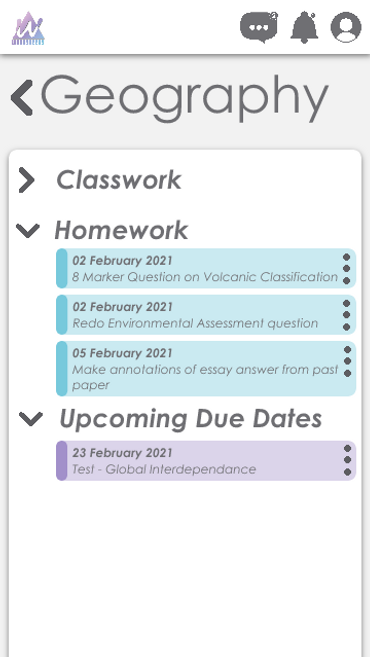 Geography
Classwork
Homework
02 February 2021
8 Marker Question on Volcanic Classification
02 February 2021
Redo Environmental Assessment question
05 February 2021
Make annotations of essay answer from past
paper
Upcoming Due Dates
23 February 2021
Test - Global Interdependance